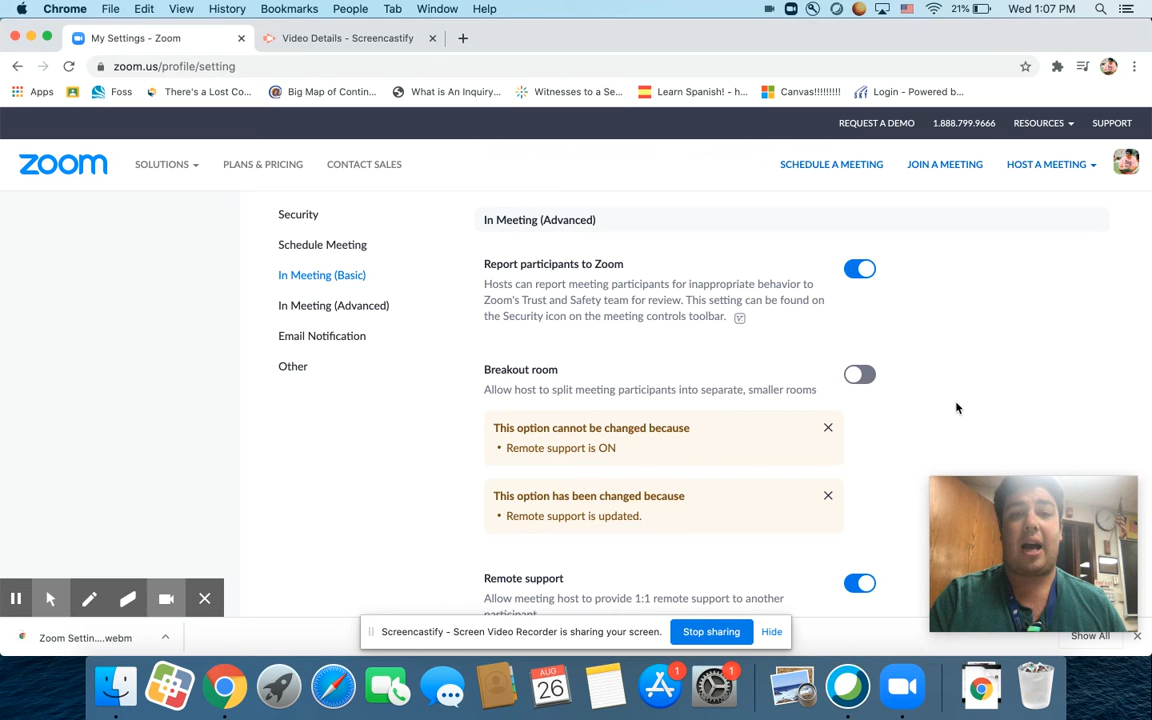 Chrome File Edit View History Bookmarks People Tab Window Help 21% Wed 1:07 PM
My Settings - Zoom Video Details - Screencastify
zoom.us/profile/setting
Apps Foss There's a Lost Co... Big Map of Contin... What is An Inquiry... Witnesses to a Se... Learn Spanish! - h... Canvas!!!!!!!!! Login - Powered b...
REQUEST A DEMO 1.888.799.9666 RESOURCES SUPPORT
zoom SOLUTIONS PLANS & PRICING CONTACT SALES SCHEDULE A MEETING JOIN A MEETING HOST A MEETING
Security
Schedule Meeting
In Meeting (Basic)
In Meeting (Advanced)
Email Notification
Other
In Meeting (Advanced)
Report participants to Zoom
Hosts can report meeting participants for inappropriate behavior to
Zoom's Trust and Safety team for review. This setting can be found on
the Security icon on the meeting controls toolbar.
Breakout room
Allow host to split meeting participants into separate, smaller rooms
This option cannot be changed because
• Remote support is ON
This option has been changed because
• Remote support is updated.
Remote support
Allow meeting host to provide 1:1 remote support to another
participant
Screencastify - Screen Video Recorder is sharing your screen. Stop sharing Hide
Zoom Settin....webm
Show All
AUG
26
1
1